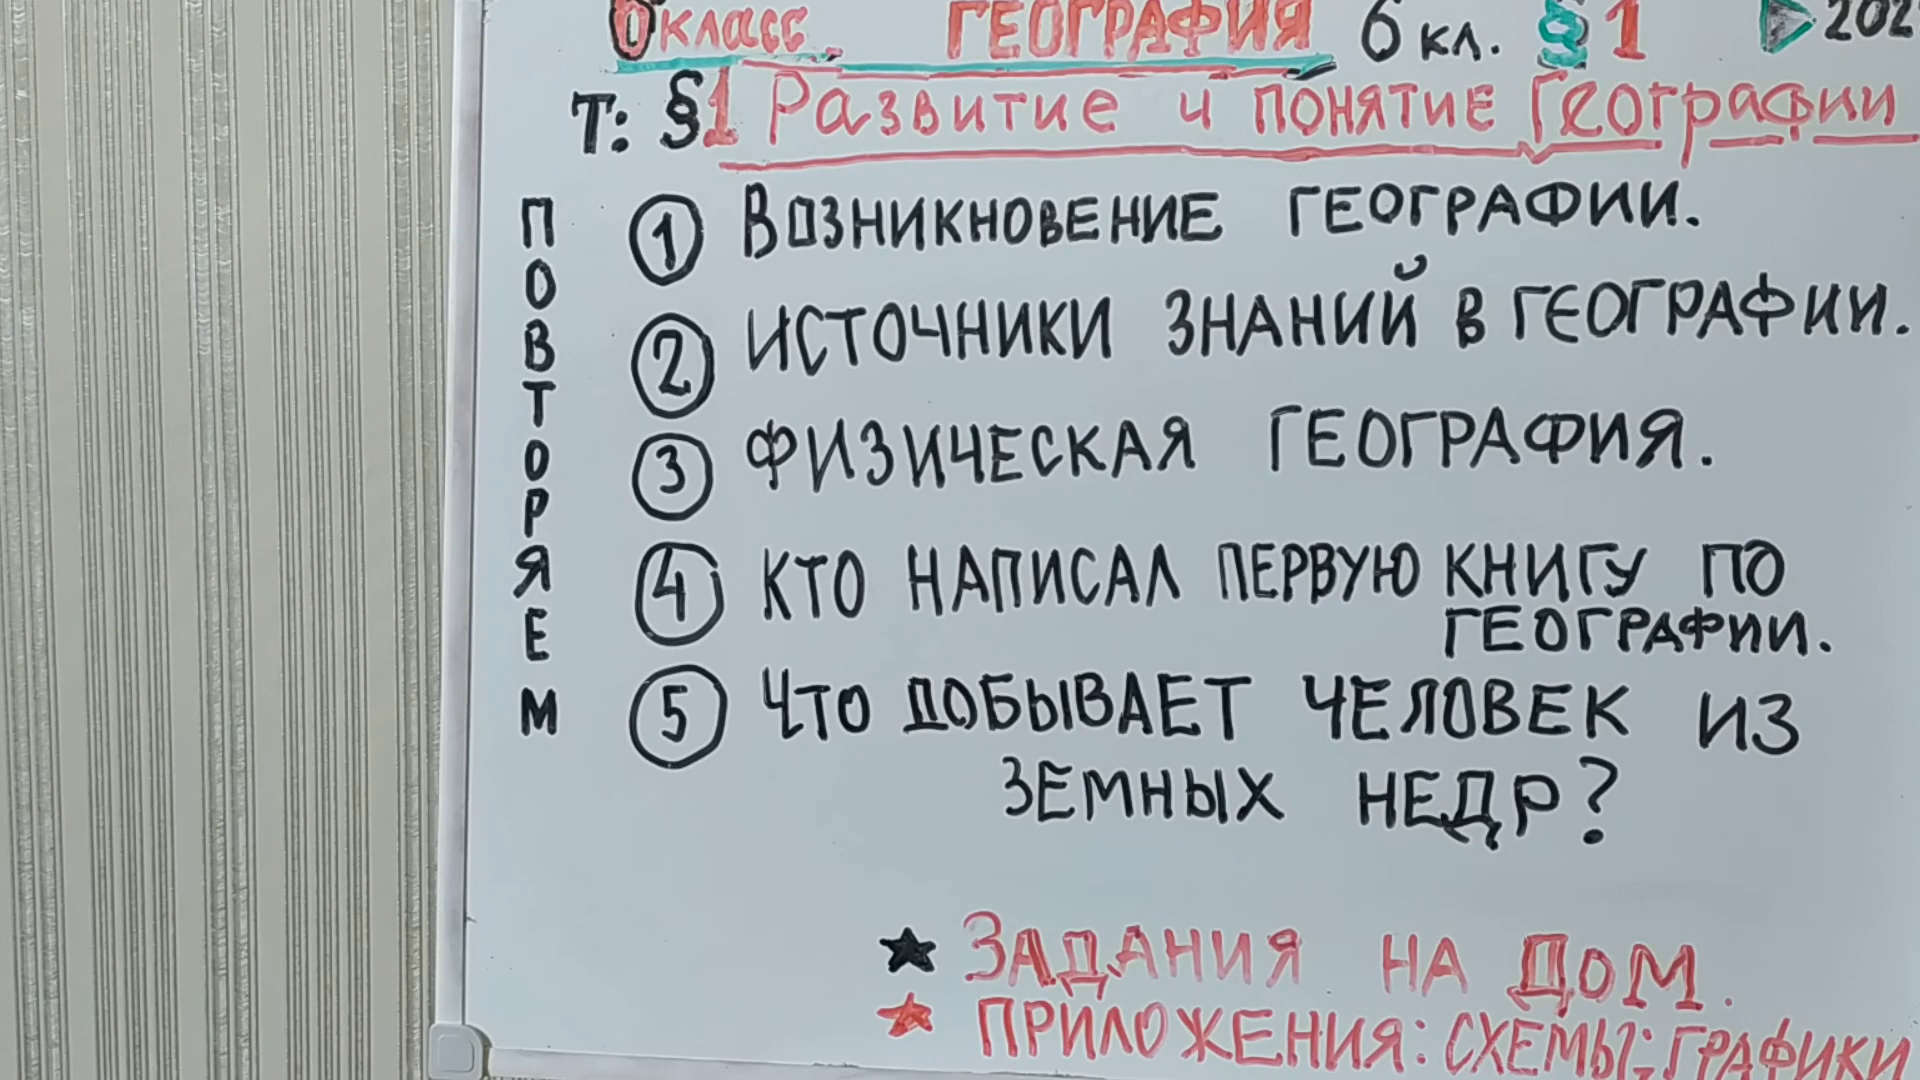 6 класс ГЕОГРАФИЯ 6 кл. § 1
Т: §1 Развитие и понятие Географии
ПОВТОРЯЕМ
1 ВОЗНИКНОВЕНИЕ ГЕОГРАФИИ.
2 ИСТОЧНИКИ ЗНАНИЙ В ГЕОГРАФИИ.
3 ФИЗИЧЕСКАЯ ГЕОГРАФИЯ.
4 КТО НАПИСАЛ ПЕРВУЮ КНИГУ ПО
ГЕОГРАФИИ.
5 ЧТО ДОБЫВАЕТ ЧЕЛОВЕК ИЗ
ЗЕМНЫХ НЕДР?
★ ЗАДАНИЯ НА ДОМ.
★ ПРИЛОЖЕНИЯ: СХЕМЫ; ГРАФИКИ